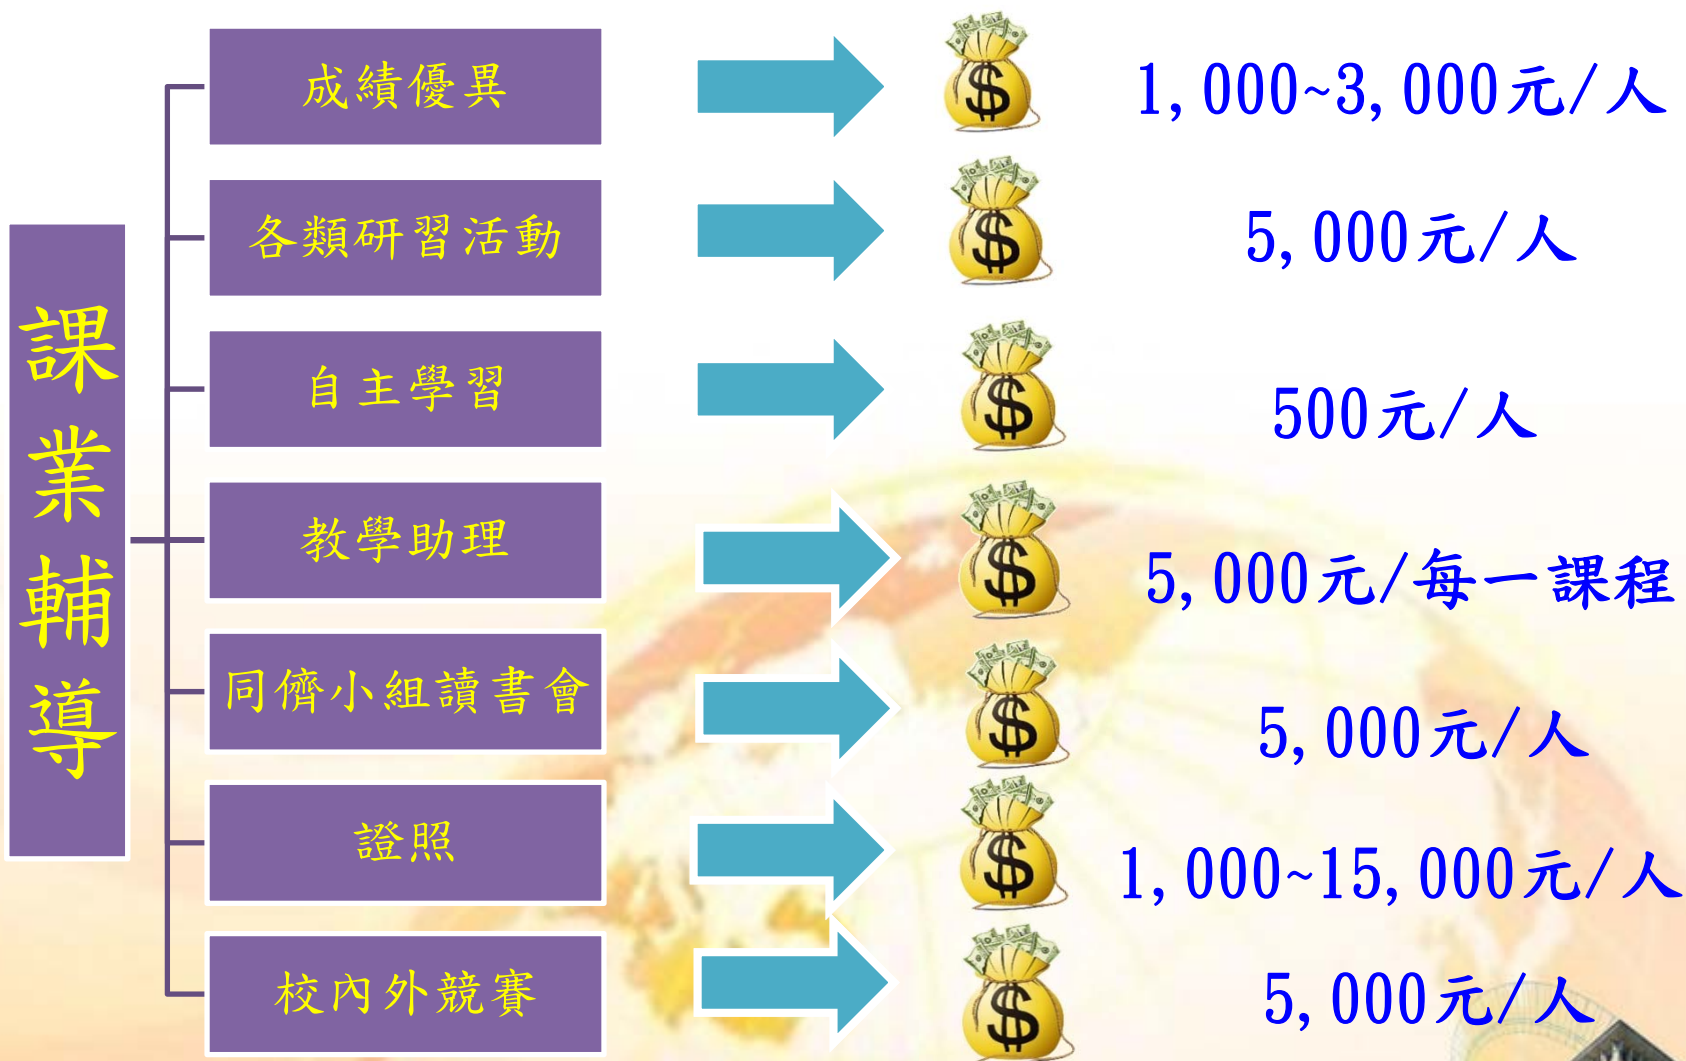 課業輔導
成績優異
1,000~3,000元/人
各類研習活動
5,000元/人
自主學習
500元/人
教學助理
5,000元/每一課程
同儕小組讀書會
5,000元/人
證照
1,000~15,000元/人
校內外競賽
5,000元/人